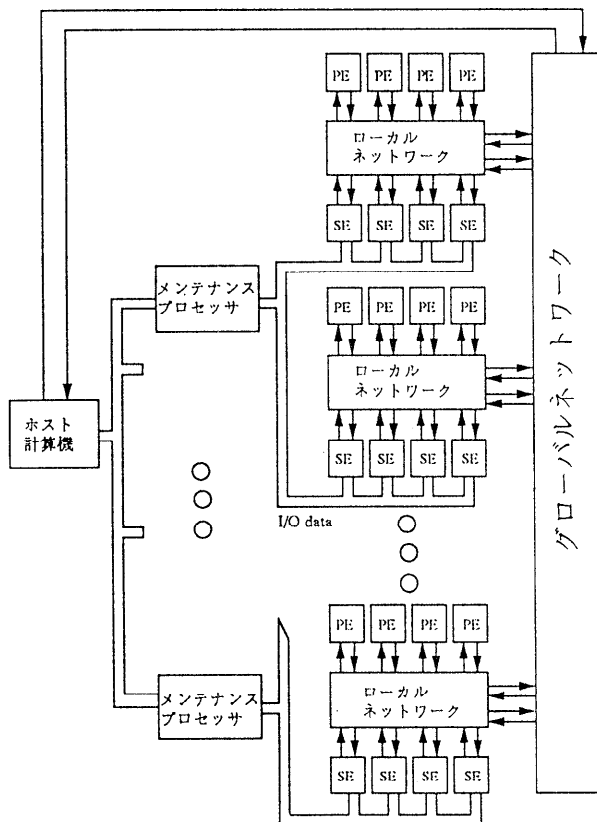 PE PE PE PE
ローカル
ネットワーク
SE SE SE SE
メンテナンス
プロセッサ
PE PE PE PE
ローカル
ネットワーク
SE SE SE SE
ホスト
計算機
I/O data
グローバルネットワーク
PE PE PE PE
メンテナンス
プロセッサ
ローカル
ネットワーク
SE SE SE SE